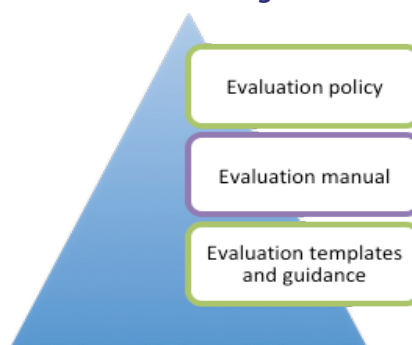 Evaluation policy
Evaluation manual
Evaluation templates
and guidance